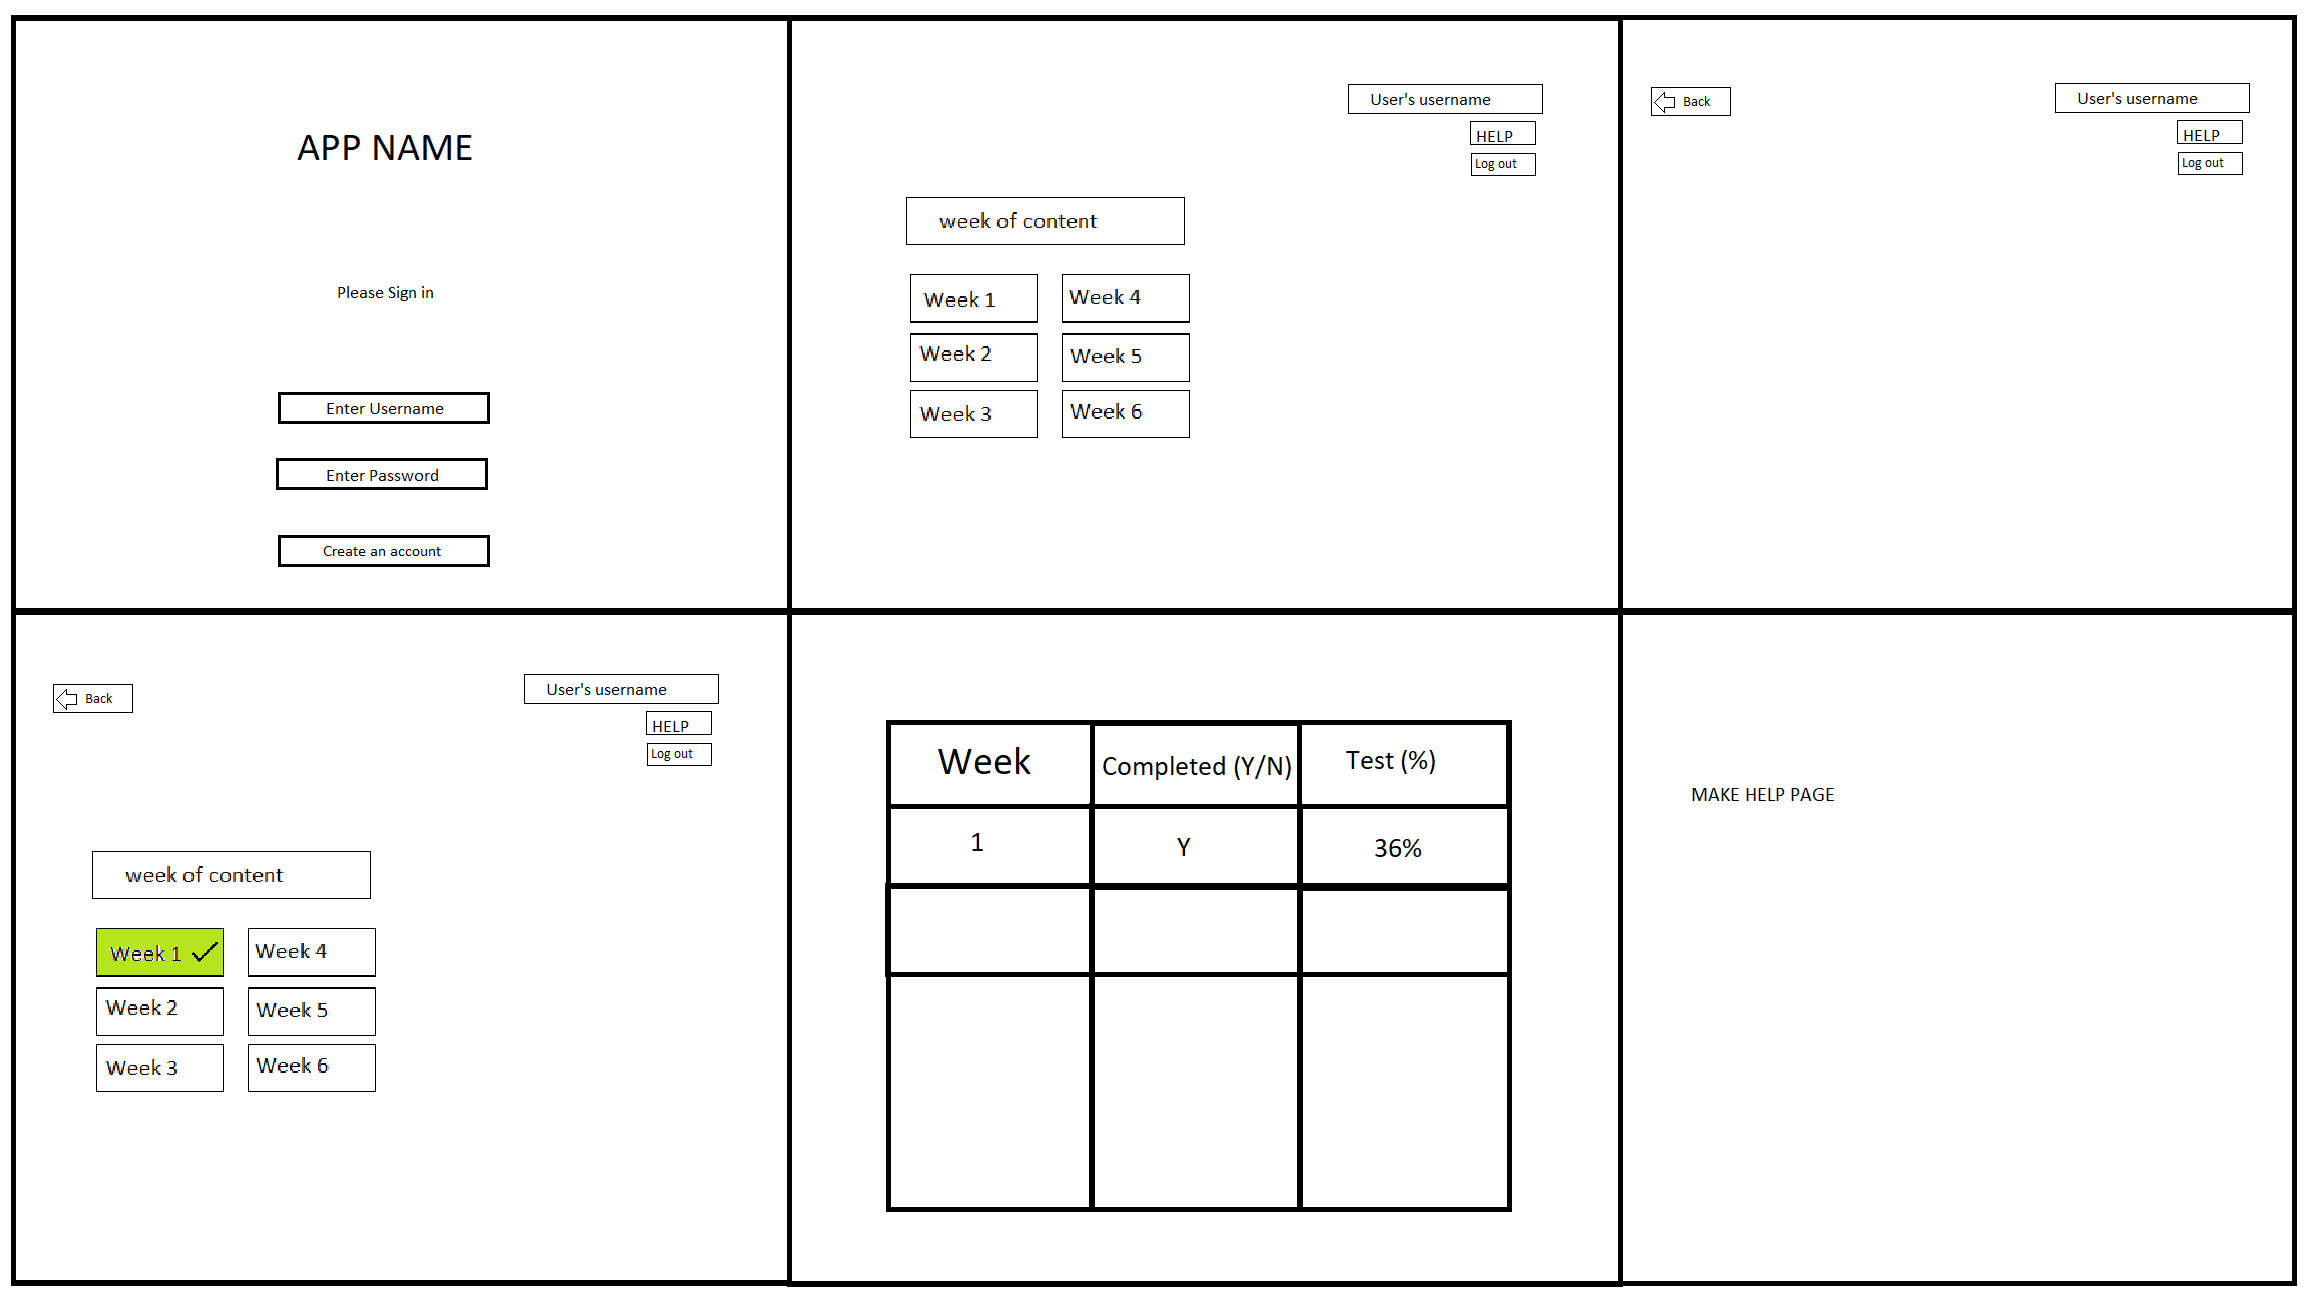 APP NAME
Please Sign in
Enter Username
Enter Password
Create an account
User's username
HELP
Log out
week of content
Week 1
Week 4
Week 2
Week 5
Week 3
Week 6
Back
User's username
HELP
Log out
Back
User's username
HELP
Log out
week of content
Week 1
Week 4
Week 2
Week 5
Week 3
Week 6
Week
Completed (Y/N)
Test (%)
1
Y
36%
MAKE HELP PAGE